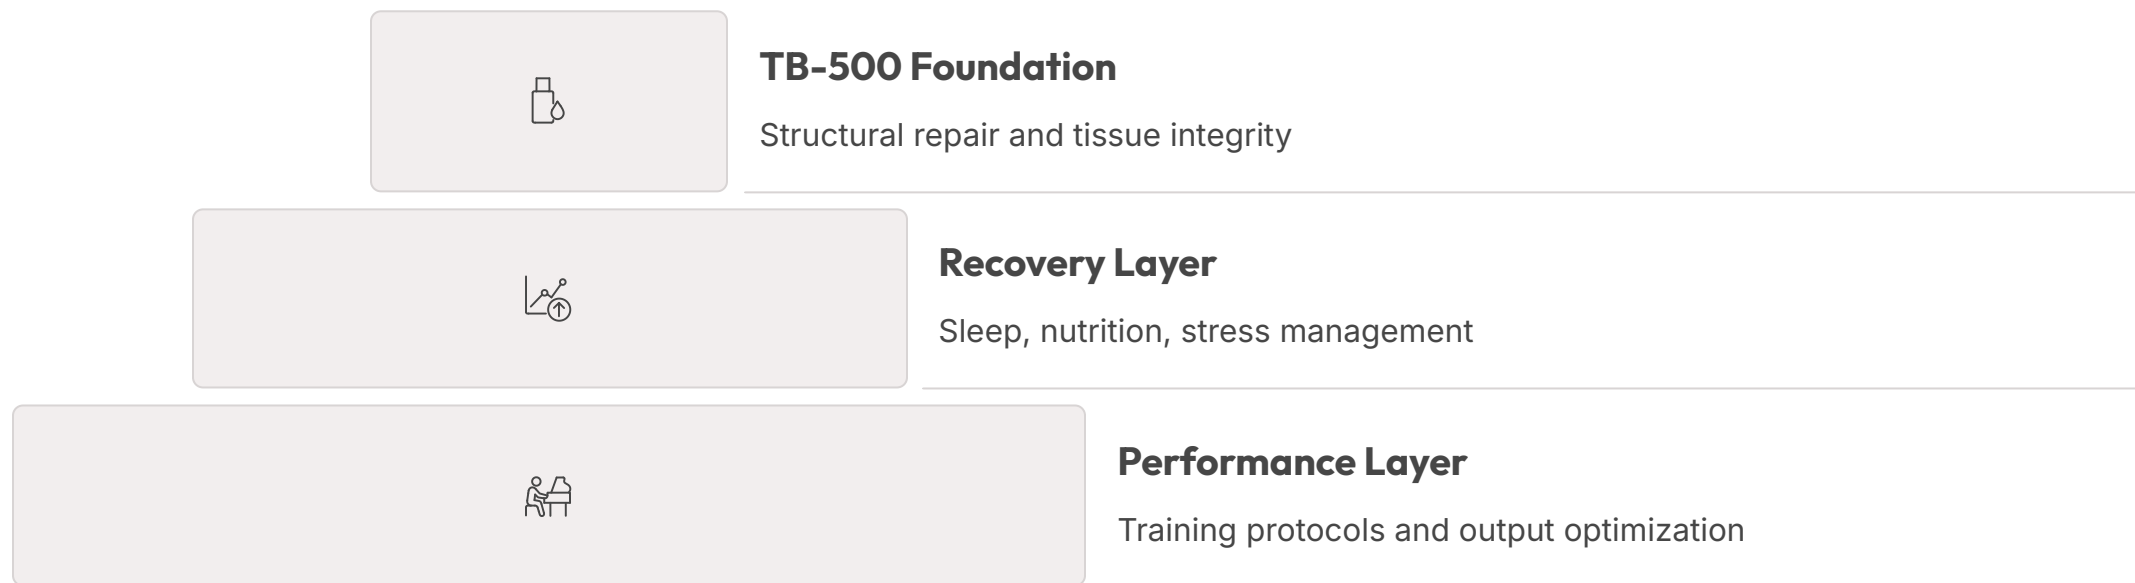 TB-500 Foundation
Structural repair and tissue integrity
Recovery Layer
Sleep, nutrition, stress management
Performance Layer
Training protocols and output optimization